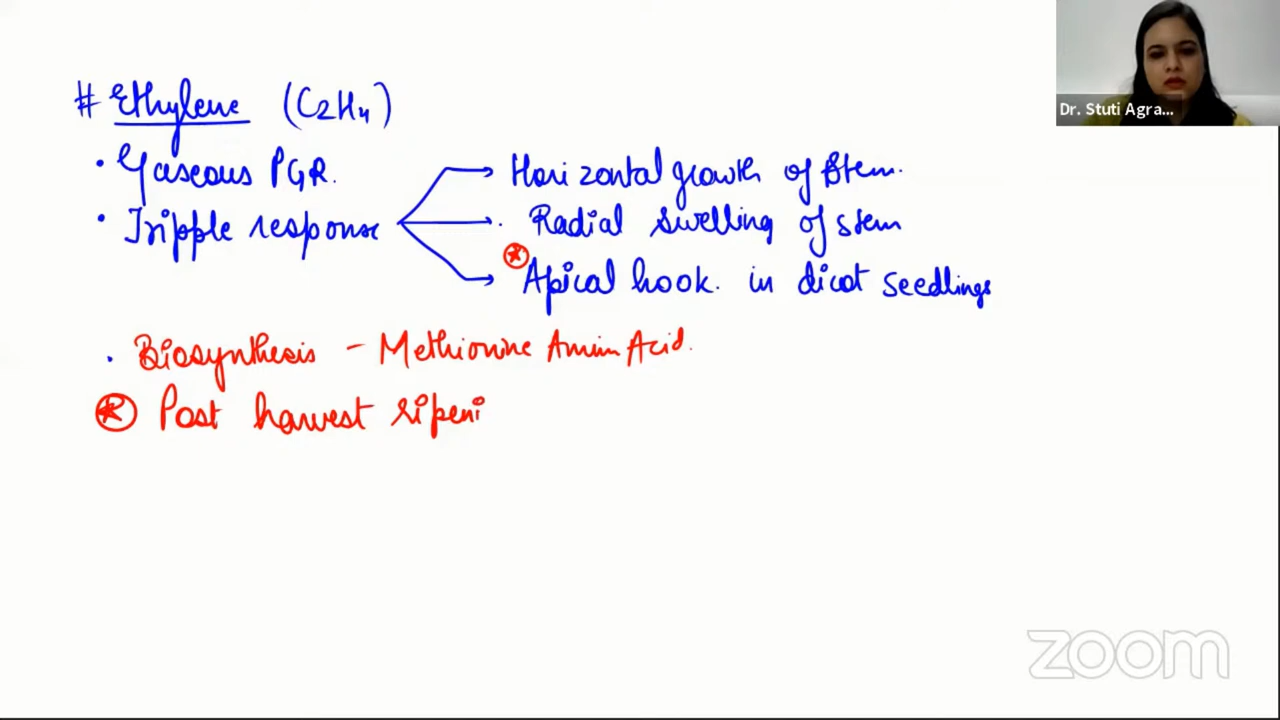 # Ethylene (C2H4)
• Gaseous PGR.
• Tripple response
Horizontal growth of stem.
Radial swelling of stem
Apical hook. in dicot seedlings
• Biosynthesis – Methionine Amin Acid.
Post harvest ripeni
Dr. Stuti Agra...
zoom